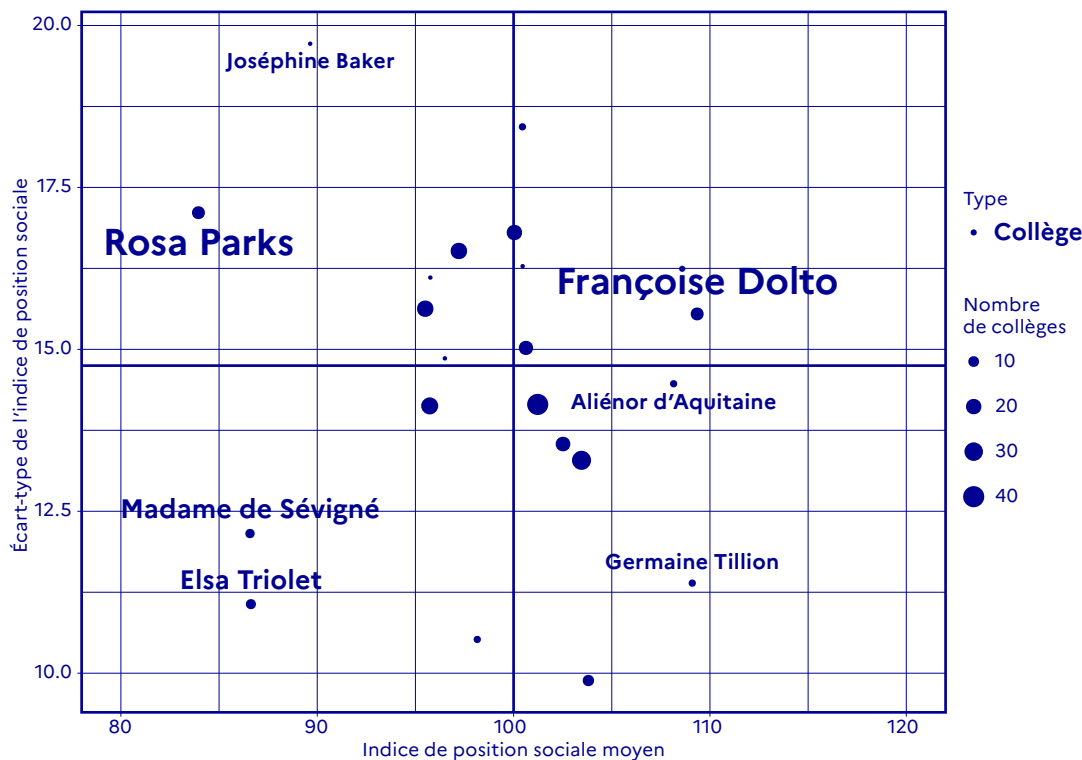 20.0
Joséphine Baker
17.5
Rosa Parks
Françoise Dolto
15.0
Aliénor d’Aquitaine
12.5
Madame de Sévigné
Germaine Tillion
Elsa Triolet
10.0
80
90
100
110
120
Indice de position sociale moyen
Écart-type de l’indice de position sociale
Type
Collège
Nombre
de collèges
10
20
30
40